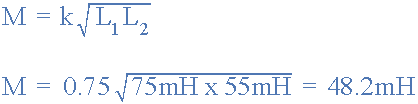 M = k√L₁L₂
M = 0.75√75mH x 55mH = 48.2mH